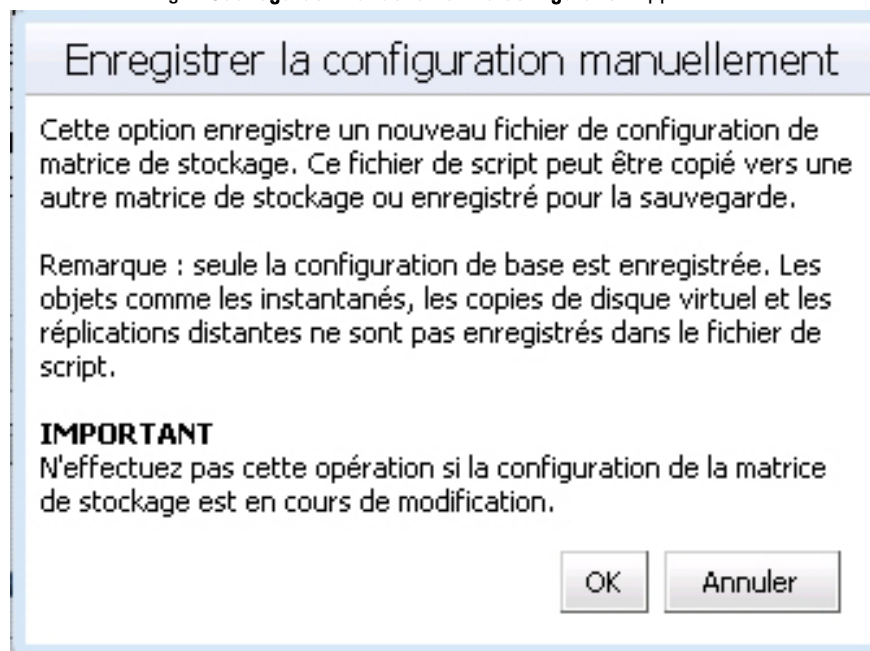 Enregistrer la configuration manuellement
Cette option enregistre un nouveau fichier de configuration de
matrice de stockage. Ce fichier de script peut être copié vers une
autre matrice de stockage ou enregistré pour la sauvegarde.
Remarque : seule la configuration de base est enregistrée. Les
objets comme les instantanés, les copies de disque virtuel et les
réplications distantes ne sont pas enregistrés dans le fichier de
script.
IMPORTANT
N'effectuez pas cette opération si la configuration de la matrice
de stockage est en cours de modification.
OK Annuler